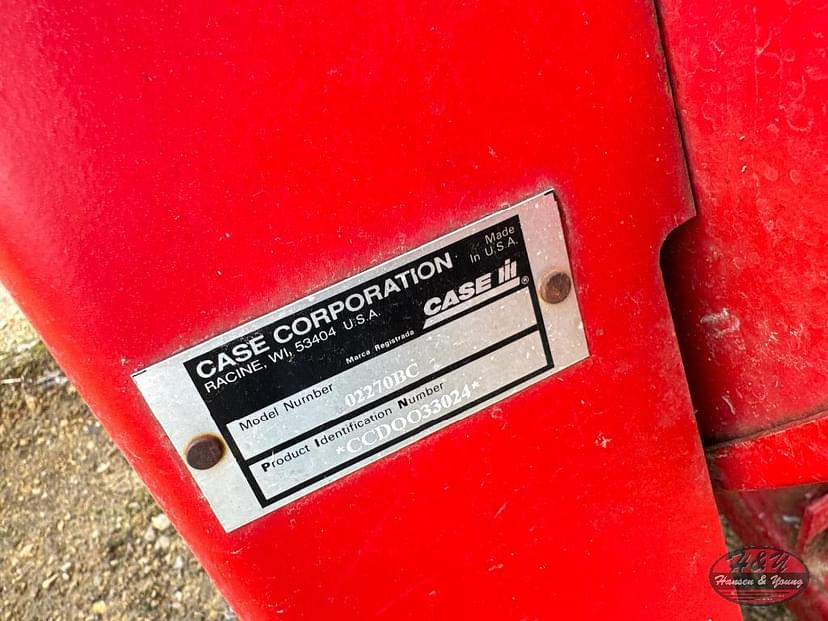 CASE CORPORATION
RACINE, WI, 53404 U.S.A.
Made
In U.S.A.
Marca Registrada
CASE IH®
Model Number 02270BC
Product Identification Number
*CCDOO33024*
H&Y
Hansen & Young